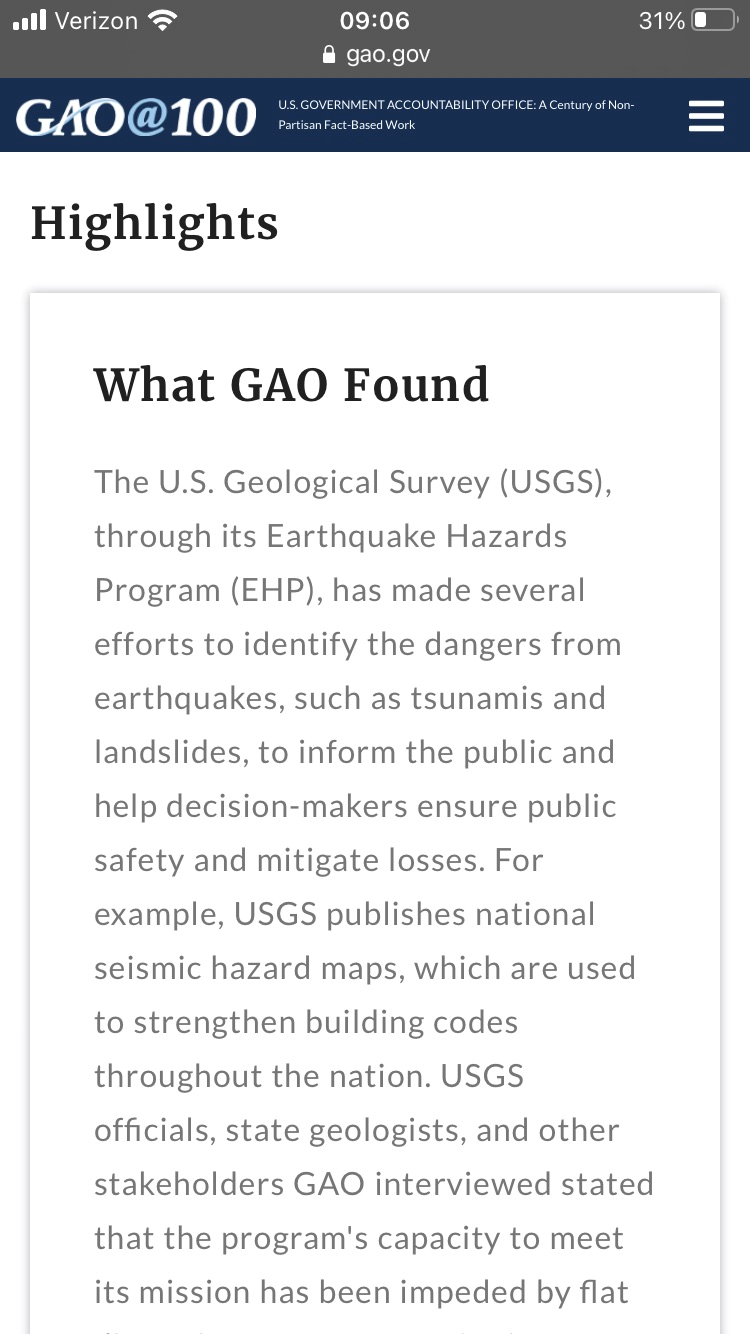 Verizon 09:06 31%
gao.gov
GAO@100
U.S. GOVERNMENT ACCOUNTABILITY OFFICE: A Century of Non-
Partisan Fact-Based Work
Highlights
What GAO Found
The U.S. Geological Survey (USGS),
through its Earthquake Hazards
Program (EHP), has made several
efforts to identify the dangers from
earthquakes, such as tsunamis and
landslides, to inform the public and
help decision-makers ensure public
safety and mitigate losses. For
example, USGS publishes national
seismic hazard maps, which are used
to strengthen building codes
throughout the nation. USGS
officials, state geologists, and other
stakeholders GAO interviewed stated
that the program's capacity to meet
its mission has been impeded by flat